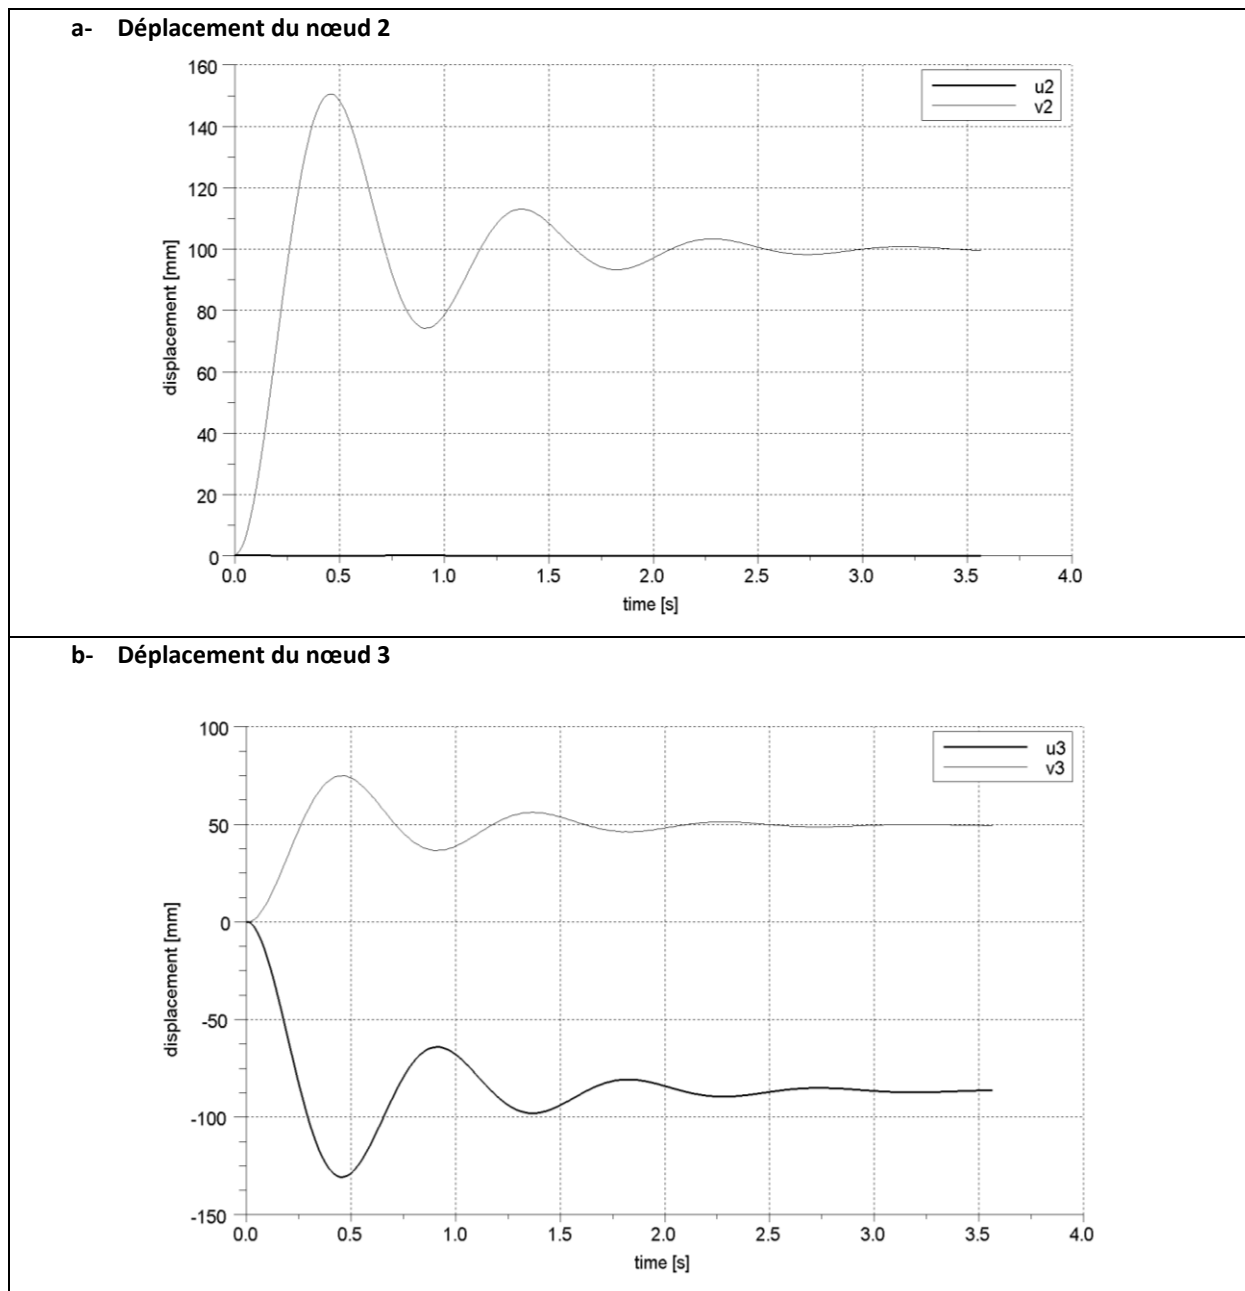 a- Déplacement du nœud 2
160
140
120
100
80
60
40
20
0
displacement [mm]
u2
v2
0.0 0.5 1.0 1.5 2.0 2.5 3.0 3.5 4.0
time [s]
b- Déplacement du nœud 3
100
50
0
-50
-100
-150
displacement [mm]
u3
v3
0.0 0.5 1.0 1.5 2.0 2.5 3.0 3.5 4.0
time [s]